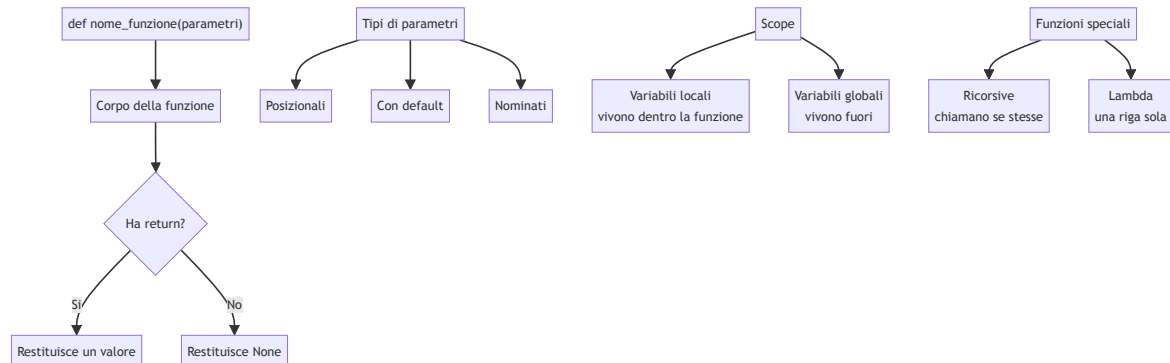 def nome_funzione(parametri)
Tipi di parametri
Scope
Funzioni speciali
Corpo della funzione
Posizionali
Con default
Nominati
Variabili locali
vivono dentro la funzione
Variabili globali
vivono fuori
Ricorsive
chiamano se stesse
Lambda
una riga sola
Ha return?
Si
No
Restituisce un valore
Restituisce None